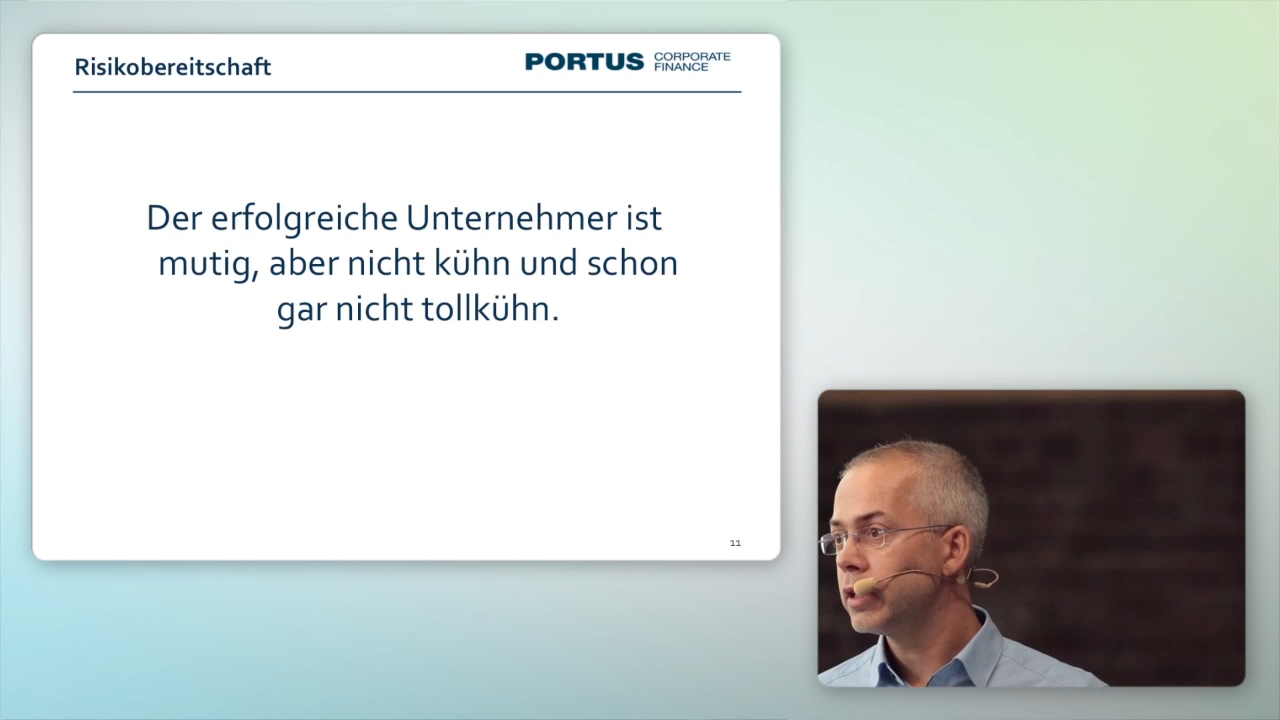 Risikobereitschaft
PORTUS CORPORATE FINANCE
Der erfolgreiche Unternehmer ist
mutig, aber nicht kühn und schon
gar nicht tollkühn.
11